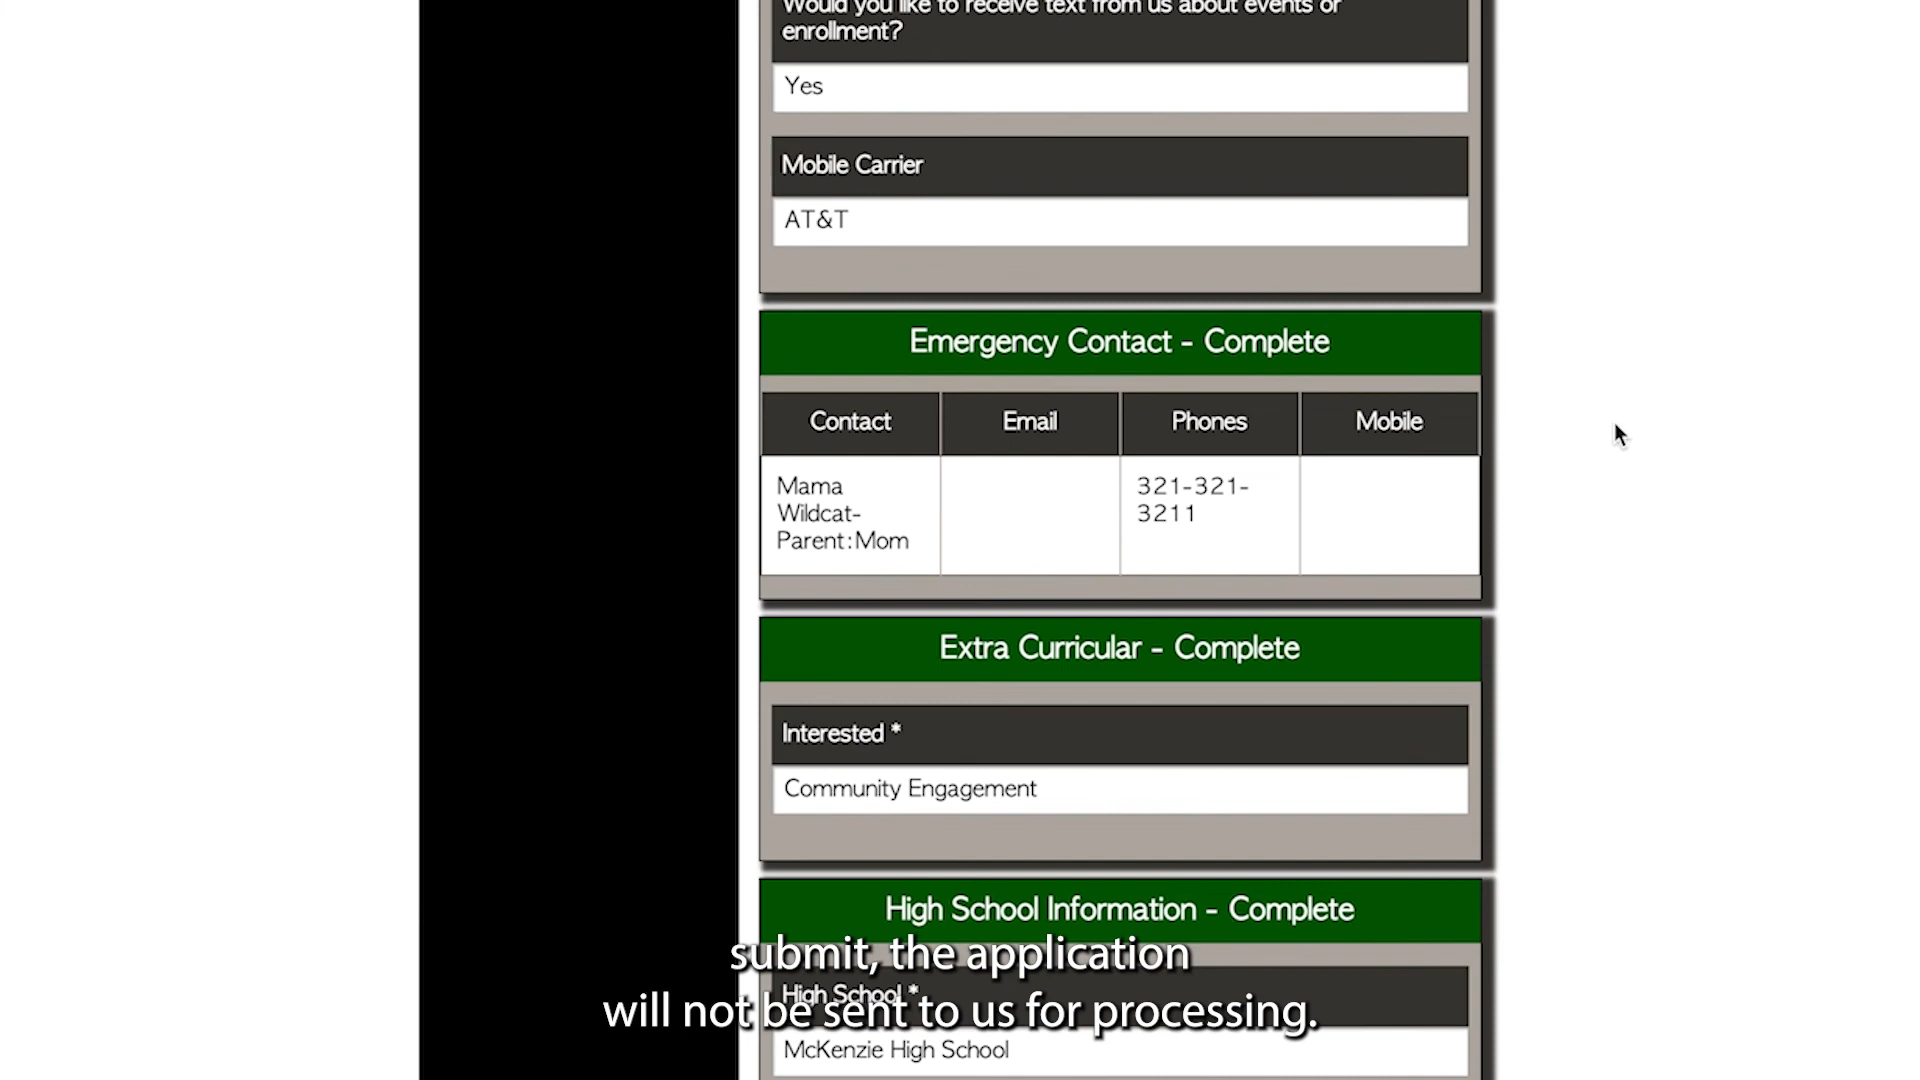 Would you like to receive text from us about events or
enrollment?
Yes
Mobile Carrier
AT&T
Emergency Contact - Complete
Contact
Email
Phones
Mobile
Mama
Wildcat-
Parent:Mom
321-321-
3211
Extra Curricular - Complete
Interested *
Community Engagement
High School Information - Complete
submit, the application
High School *
will not be sent to us for processing.
McKenzie High School